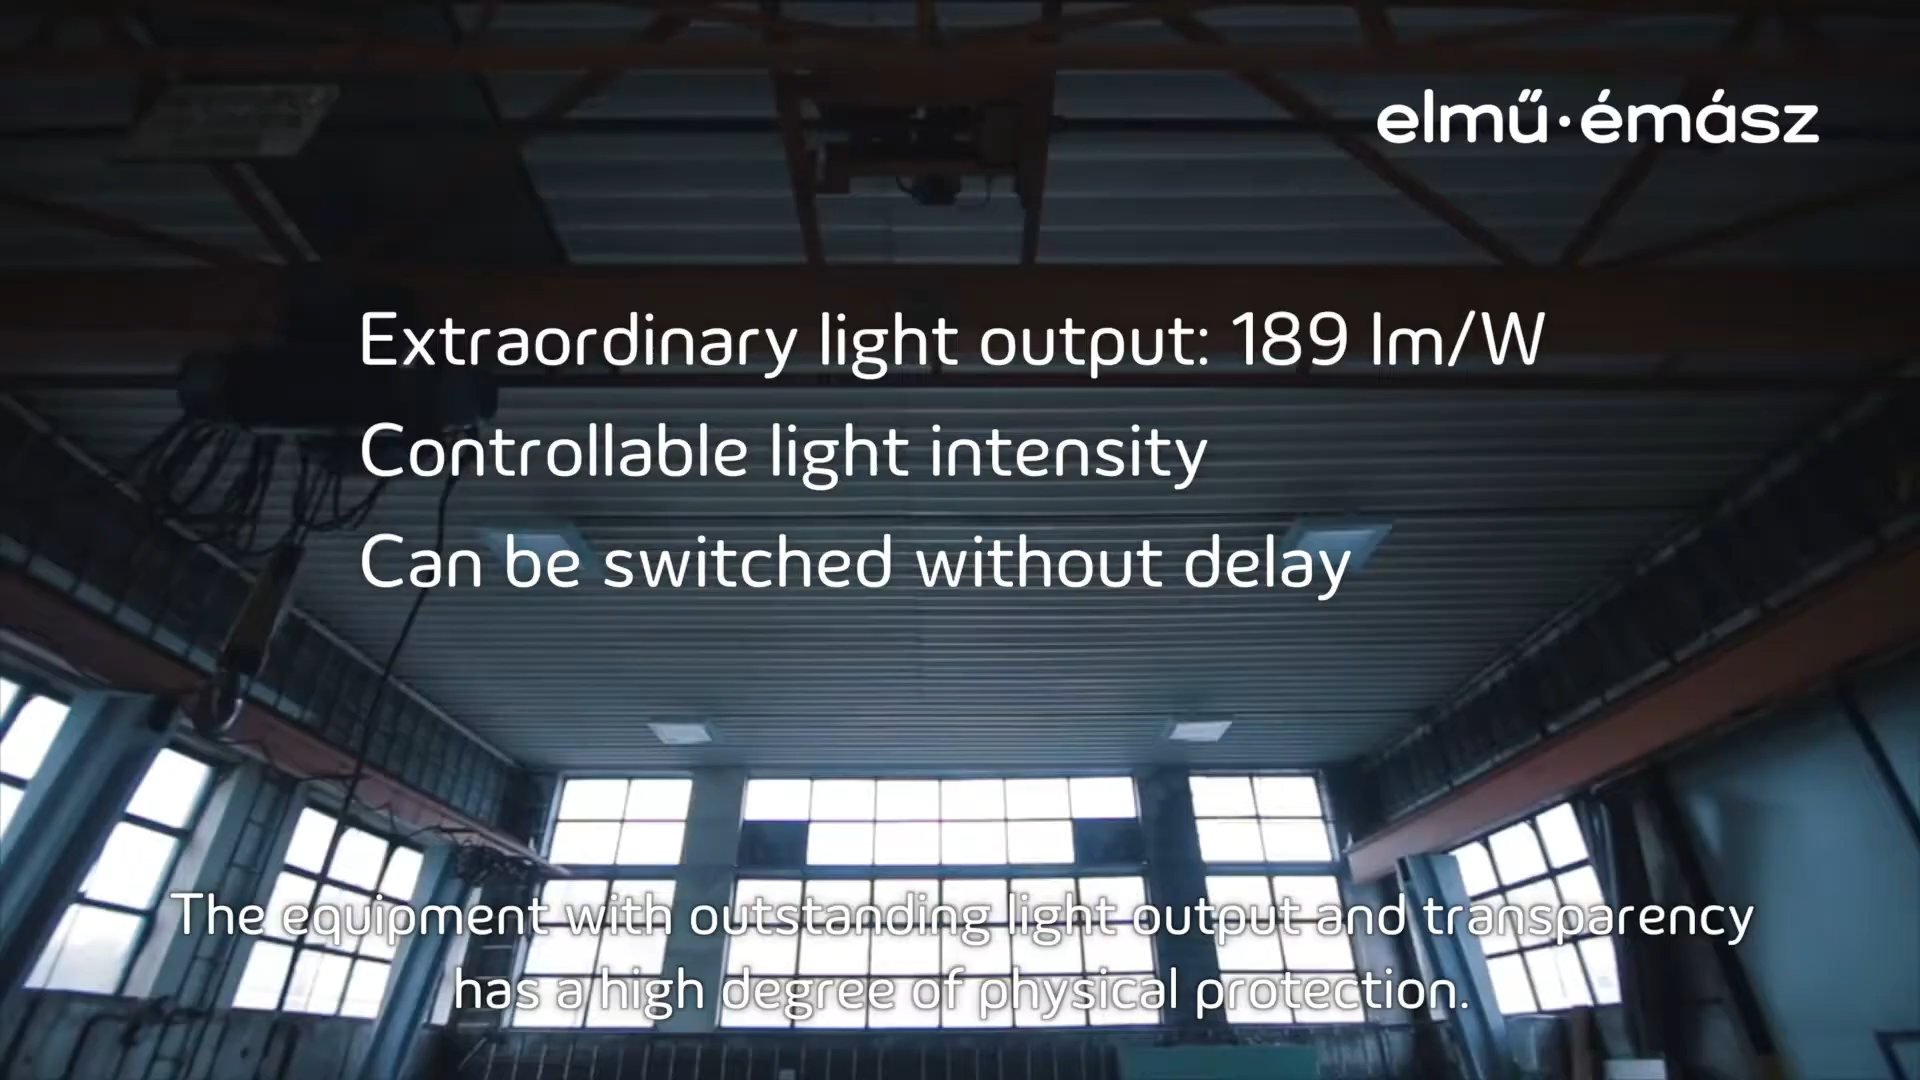 elmű·émász
Extraordinary light output: 189 lm/W
Controllable light intensity
Can be switched without delay
The equipment with outstanding light output and transparency
has a high degree of physical protection.